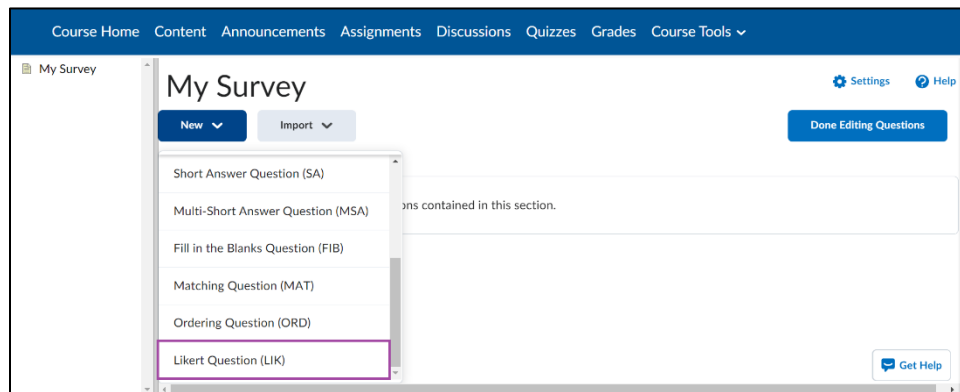 Course Home Content Announcements Assignments Discussions Quizzes Grades Course Tools
My Survey
My Survey
Settings Help
New Import Done Editing Questions
Short Answer Question (SA)
Multi-Short Answer Question (MSA)
contained in this section.
Fill in the Blanks Question (FIB)
Matching Question (MAT)
Ordering Question (ORD)
Likert Question (LIK)
Get Help